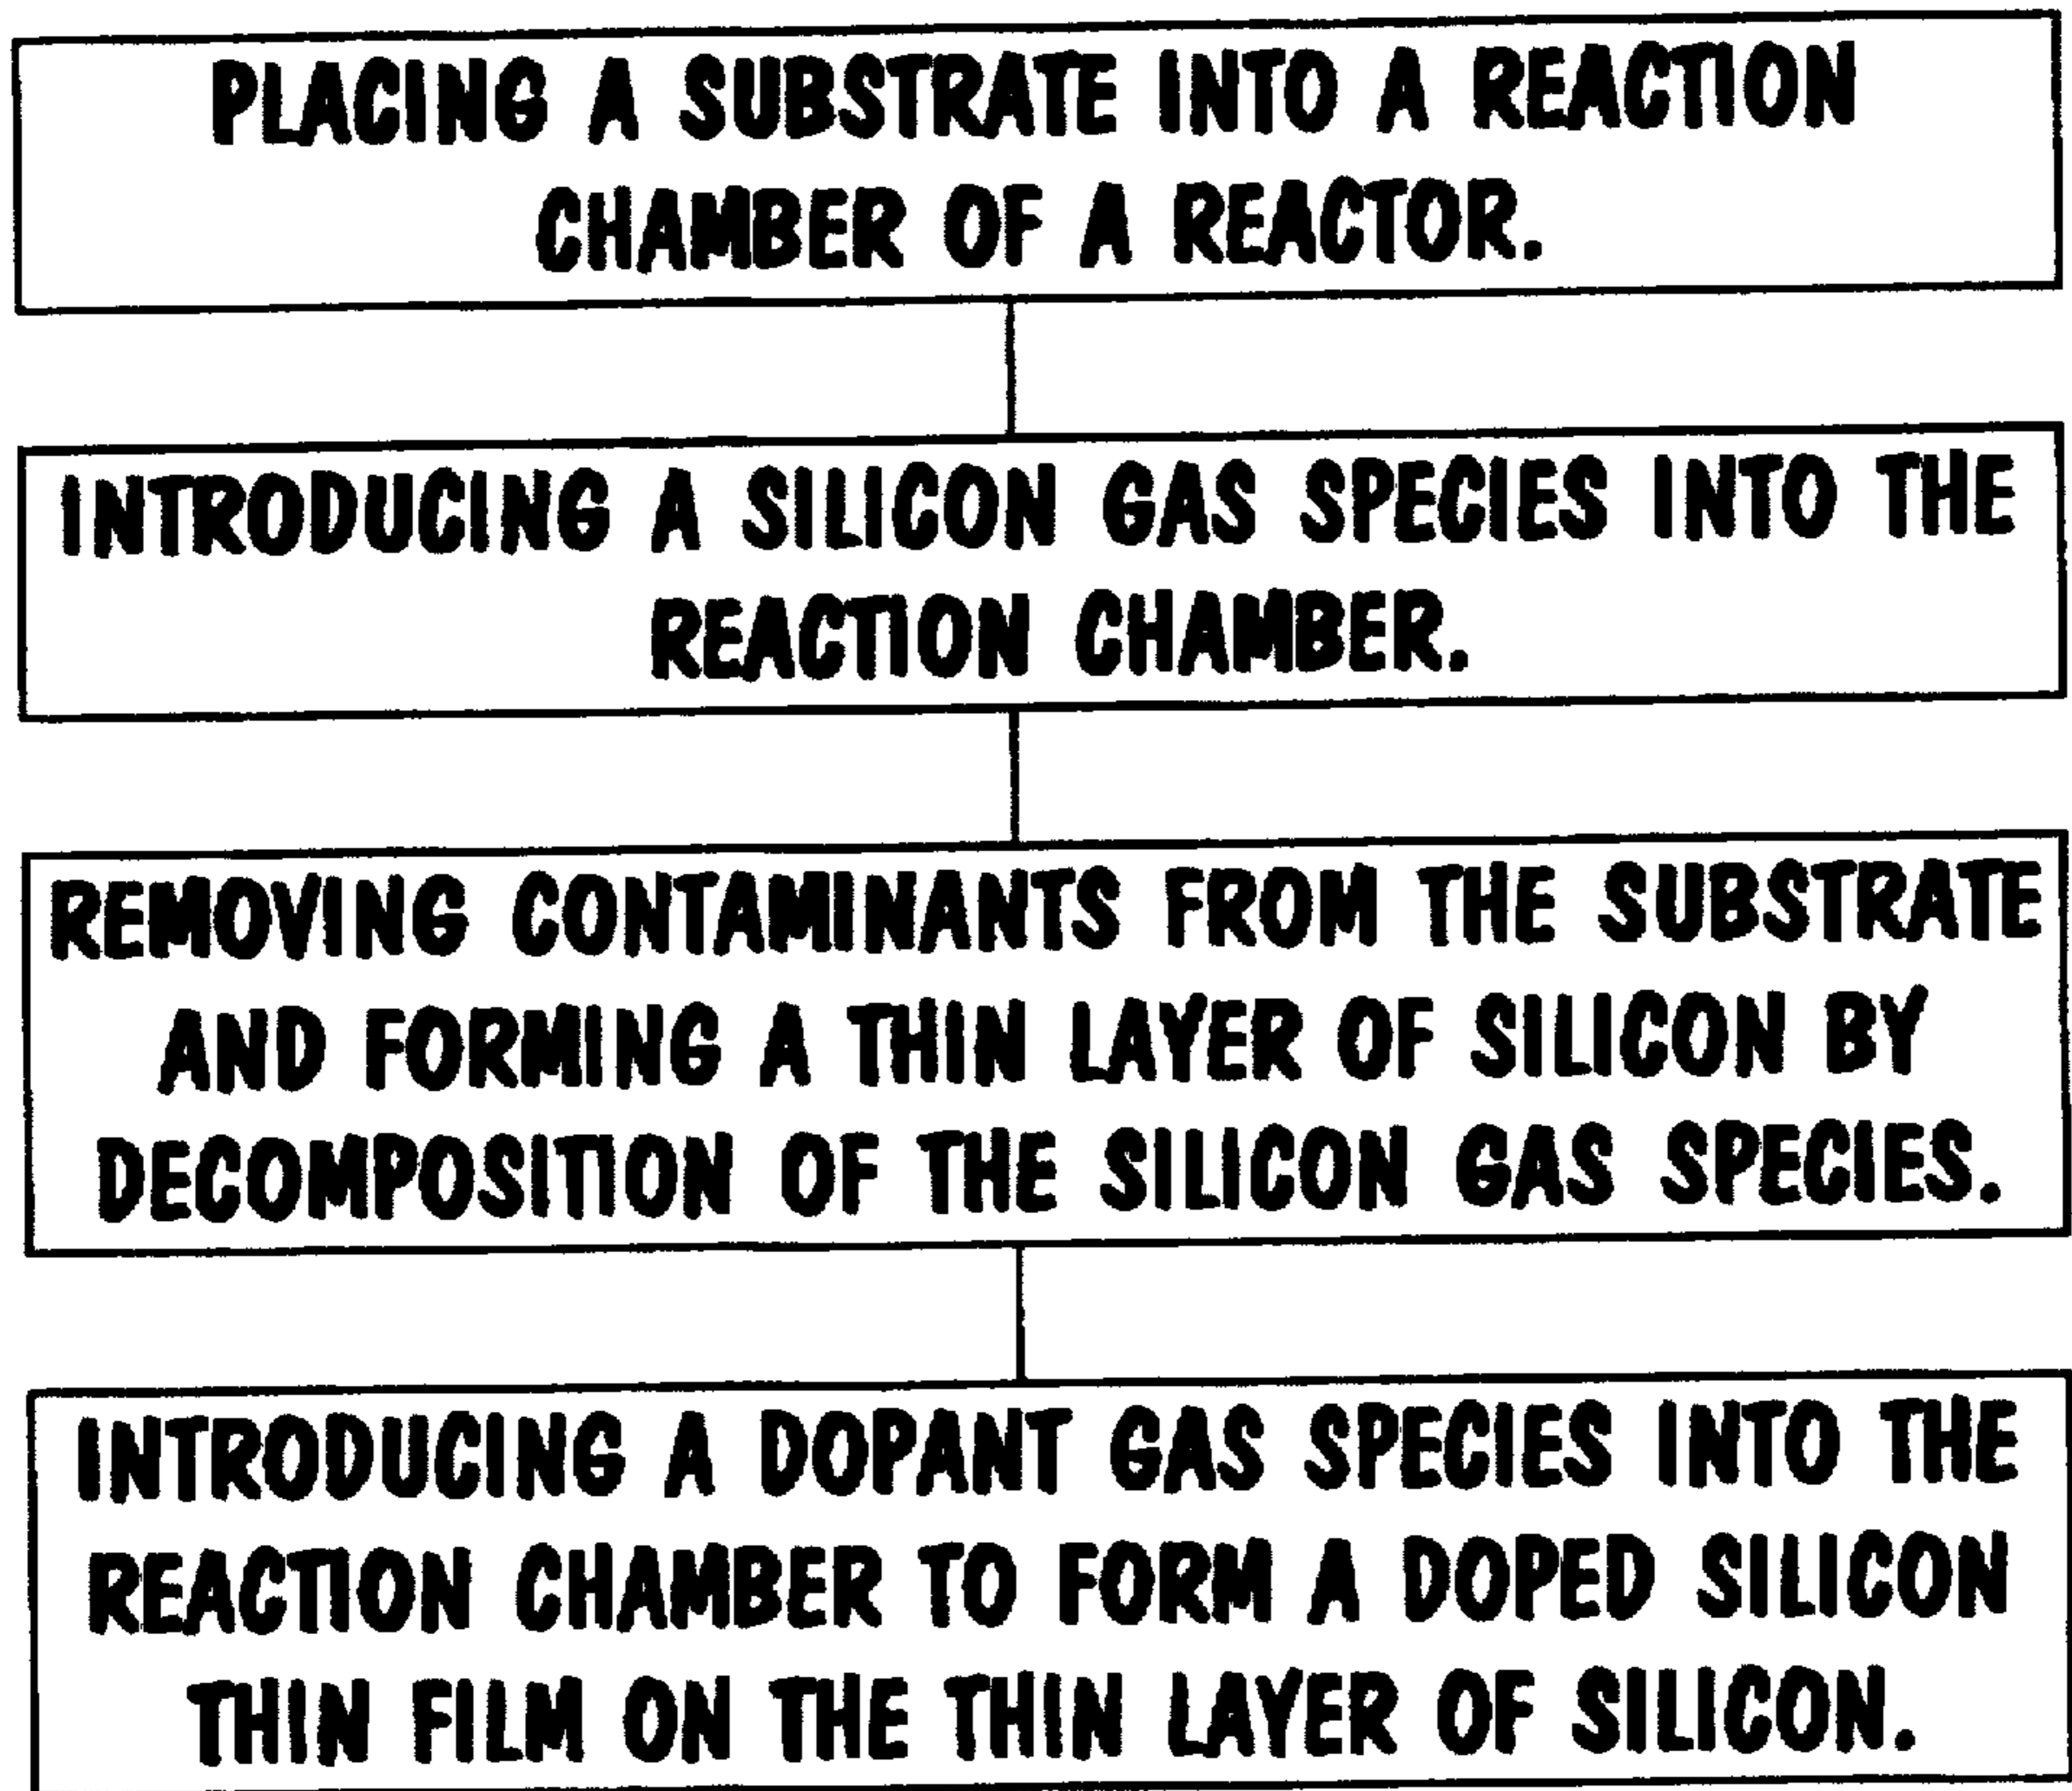 PLACING A SUBSTRATE INTO A REACTION
CHAMBER OF A REACTOR.
INTRODUCING A SILICON GAS SPECIES INTO THE
REACTION CHAMBER.
REMOVING CONTAMINANTS FROM THE SUBSTRATE
AND FORMING A THIN LAYER OF SILICON BY
DECOMPOSITION OF THE SILICON GAS SPECIES.
INTRODUCING A DOPANT GAS SPECIES INTO THE
REACTION CHAMBER TO FORM A DOPED SILICON
THIN FILM ON THE THIN LAYER OF SILICON.